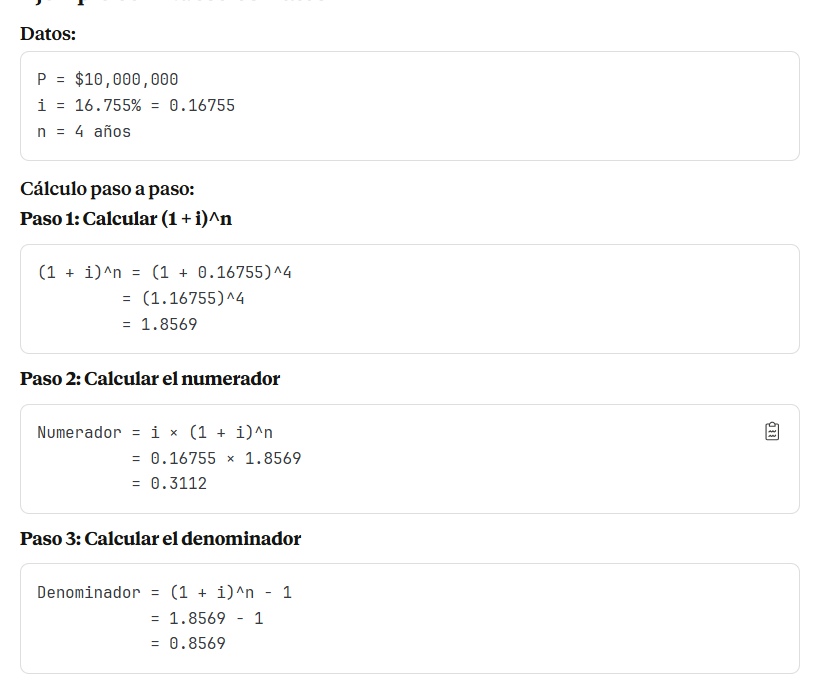 Datos:
P = $10,000,000
i = 16.755% = 0.16755
n = 4 años
Cálculo paso a paso:
Paso 1: Calcular (1 + i)^n
(1 + i)^n = (1 + 0.16755)^4
= (1.16755)^4
= 1.8569
Paso 2: Calcular el numerador
Numerador = i × (1 + i)^n
= 0.16755 × 1.8569
= 0.3112
Paso 3: Calcular el denominador
Denominador = (1 + i)^n - 1
= 1.8569 - 1
= 0.8569